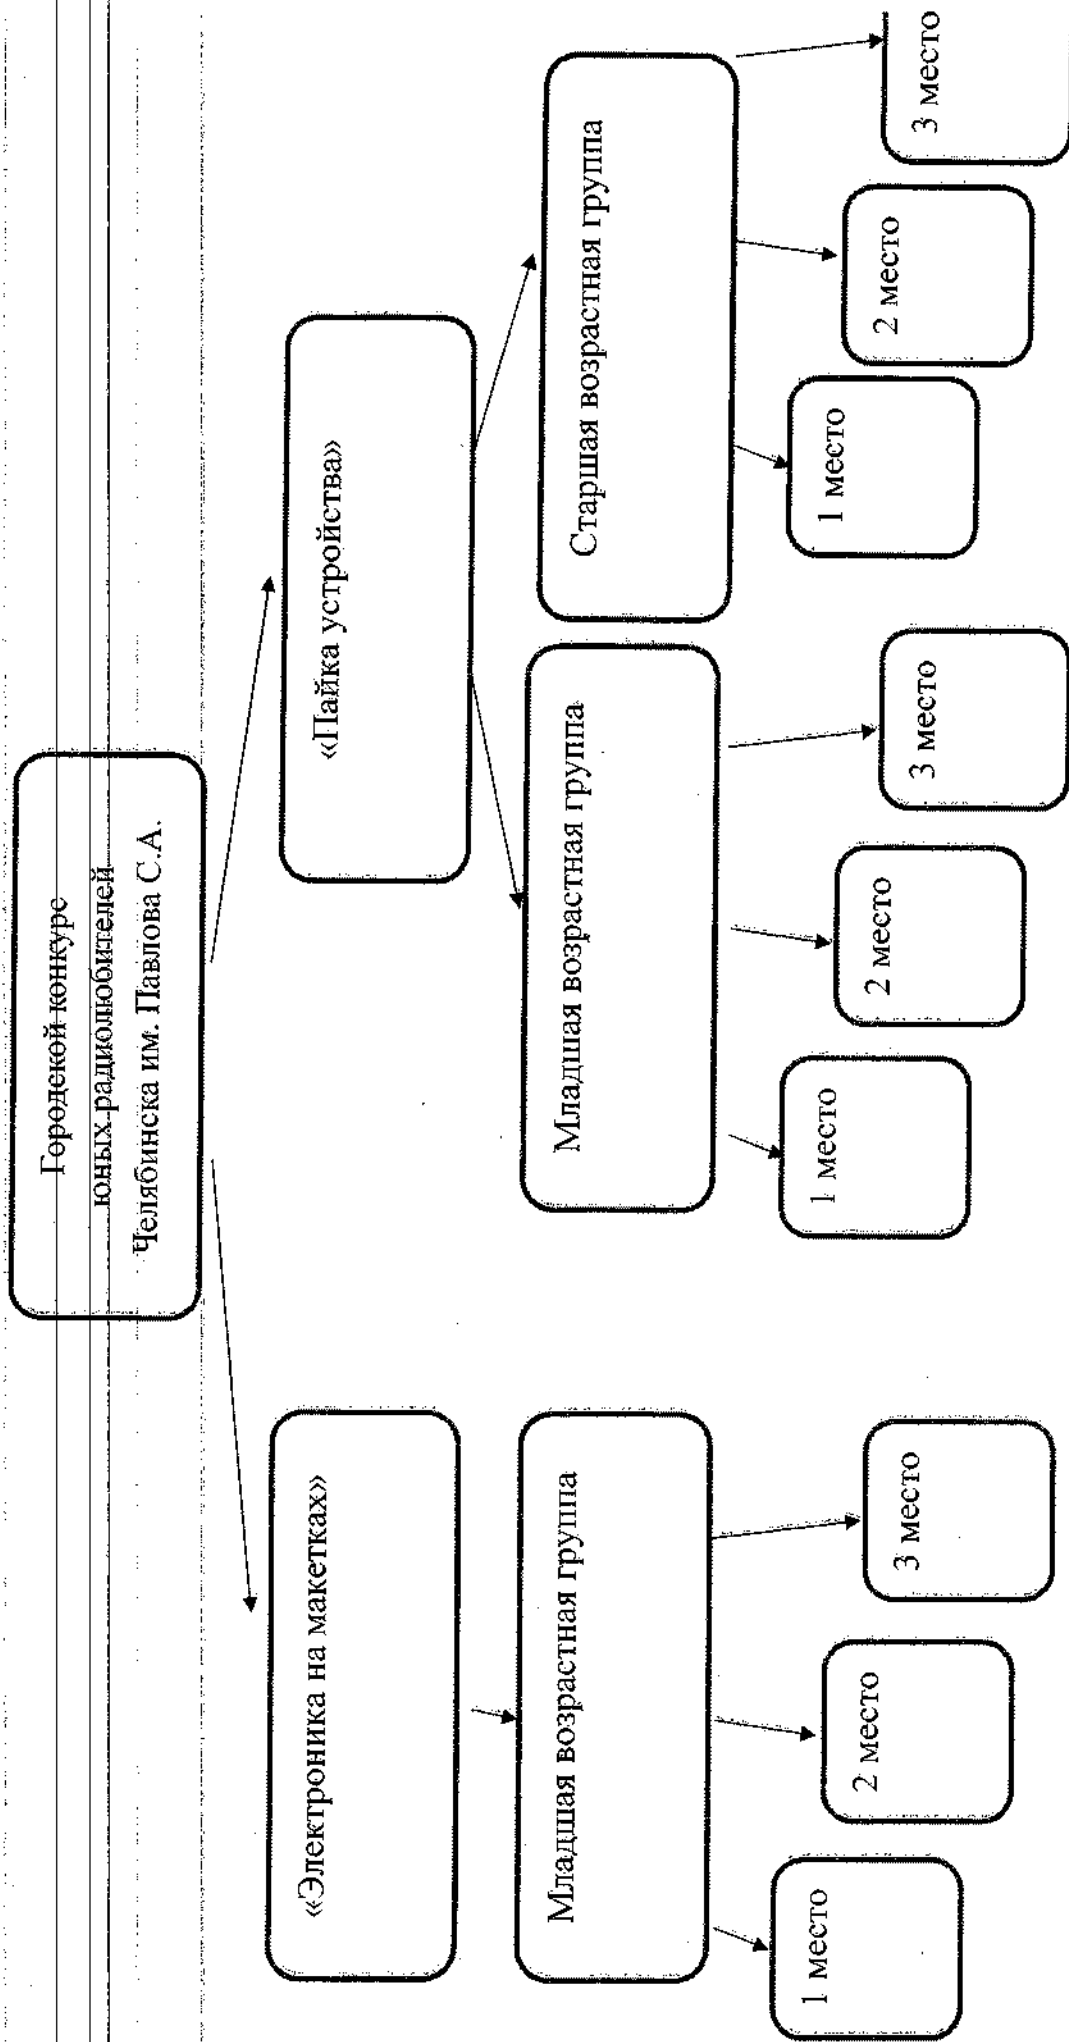 Городской конкурс
юных радиолюбителей
Челябинска им. Павлова С.А.
«Электроника на макетках»
«Пайка устройства»
Младшая возрастная группа
Младшая возрастная группа
Старшая возрастная группа
1 место
2 место
3 место
1 место
2 место
3 место
1 место
2 место
3 место